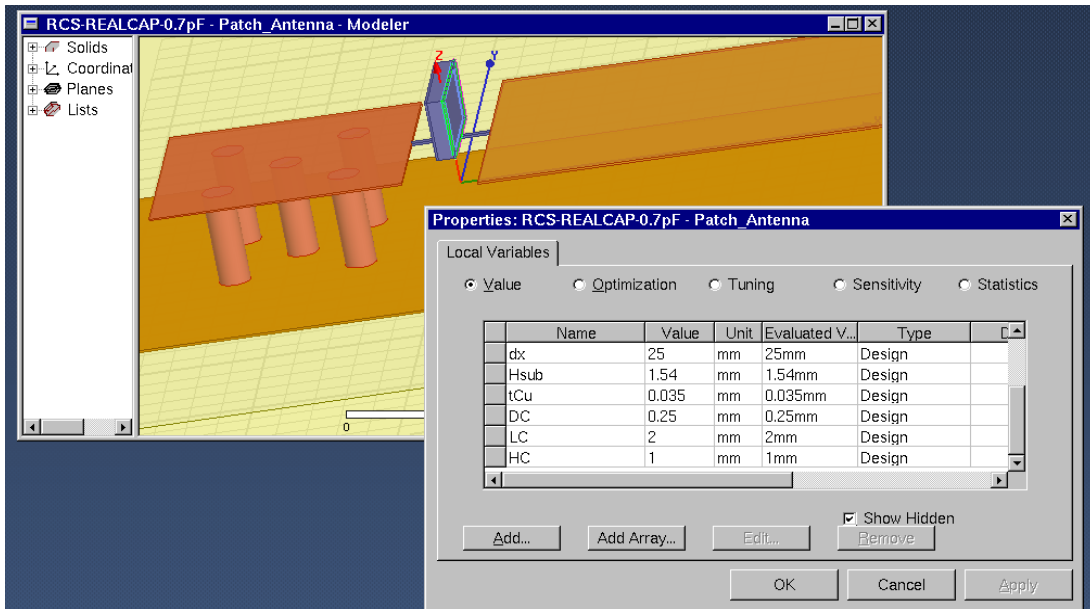 RCS-REALCAP-0.7pF - Patch_Antenna - Modeler
Solids
Coordinat
Planes
Lists
Z
Y
0
Properties: RCS-REALCAP-0.7pF - Patch_Antenna
Local Variables
Value Optimization Tuning Sensitivity Statistics
Name Value Unit Evaluated V... Type
dx 25 mm 25mm Design
Hsub 1.54 mm 1.54mm Design
tCu 0.035 mm 0.035mm Design
DC 0.25 mm 0.25mm Design
LC 2 mm 2mm Design
HC 1 mm 1mm Design
Show Hidden
Add... Add Array... Edit... Remove
OK Cancel Apply